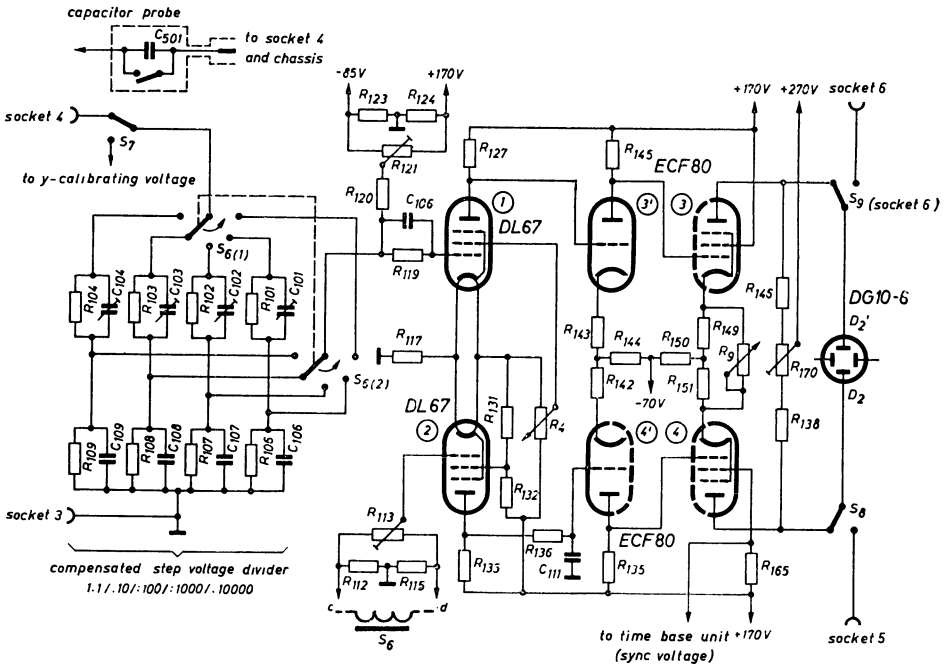 capacitor probe
C501
to socket 4
and chassis
socket 4
S7
to y-calibrating voltage
-85V
+170V
R123
R124
R121
R120
C106
R119
R127
1
DL67
R145
ECF80
3'
3
+170V
+270V
socket 6
S9 (socket 6)
S6(1)
R104
C104
R103
C103
R102
C102
R101
C101
S6(2)
R117
R131
R4
R143
R144
R150
R149
R142
R151
-70V
R9
R145
R170
R138
DG10-6
D2'
D2
R109
C109
R108
C108
R107
C107
R106
C106
DL67
2
R132
4'
4
S8
socket 3
R113
R112
R115
c
d
S6
R133
R136
C111
R135
ECF80
R165
compensated step voltage divider
1.1/.10/:100/:1000/.10000
to time base unit
(sync voltage)
+170V
socket 5